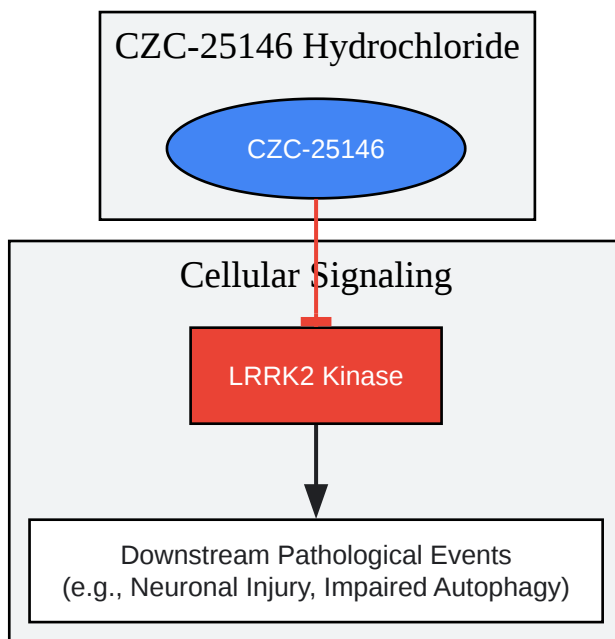 CZC-25146 Hydrochloride
CZC-25146
Cellular Signaling
LRRK2 Kinase
Downstream Pathological Events
(e.g., Neuronal Injury, Impaired Autophagy)